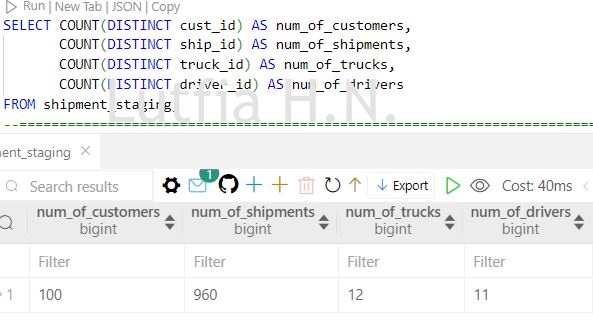 Run | New Tab | JSON | Copy
SELECT COUNT(DISTINCT cust_id) AS num_of_customers,
COUNT(DISTINCT ship_id) AS num_of_shipments,
COUNT(DISTINCT truck_id) AS num_of_trucks,
COUNT(DISTINCT driver_id) AS num_of_drivers
FROM shipment_staging
Lutfia H.N.
--==================================================================
ent_staging ×
Search results 1 Export Cost: 40ms
num_of_customers num_of_shipments num_of_trucks num_of_drivers
bigint bigint bigint bigint
Filter Filter Filter Filter
1 100 960 12 11